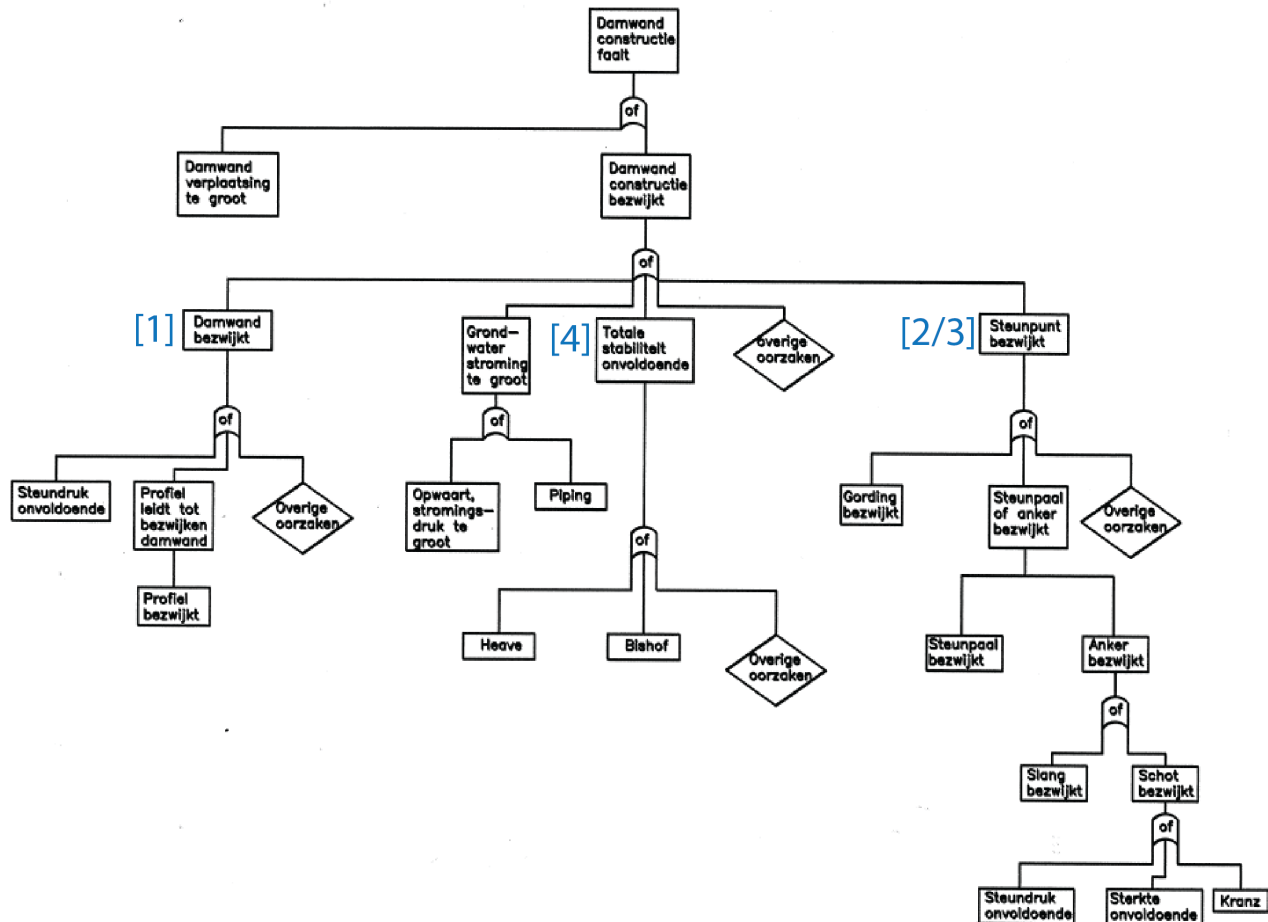 Damwand
constructie
faalt
of
Damwand
verplaatsing
te groot
Damwand
constructie
bezwijkt
of
[1]
Damwand
bezwijkt
Grond-
water
stroming
te groot
[4]
Totale
stabiliteit
onvoldoende
Overige
oorzaken
[2/3]
Steunpunt
bezwijkt
of
of
of
Steundruk
onvoldoende
Profiel
leidt tot
bezwijken
damwand
Overige
oorzaken
Opwaart,
stromings-
druk te
groot
Piping
Gording
bezwijkt
Steunpaal
of anker
bezwijkt
Overige
oorzaken
of
Profiel
bezwijkt
Heave
Bishof
Overige
oorzaken
Steunpaal
bezwijkt
Anker
bezwijkt
of
Slang
bezwijkt
Schot
bezwijkt
of
Steundruk
onvoldoende
Sterkte
onvoldoende
Kranz